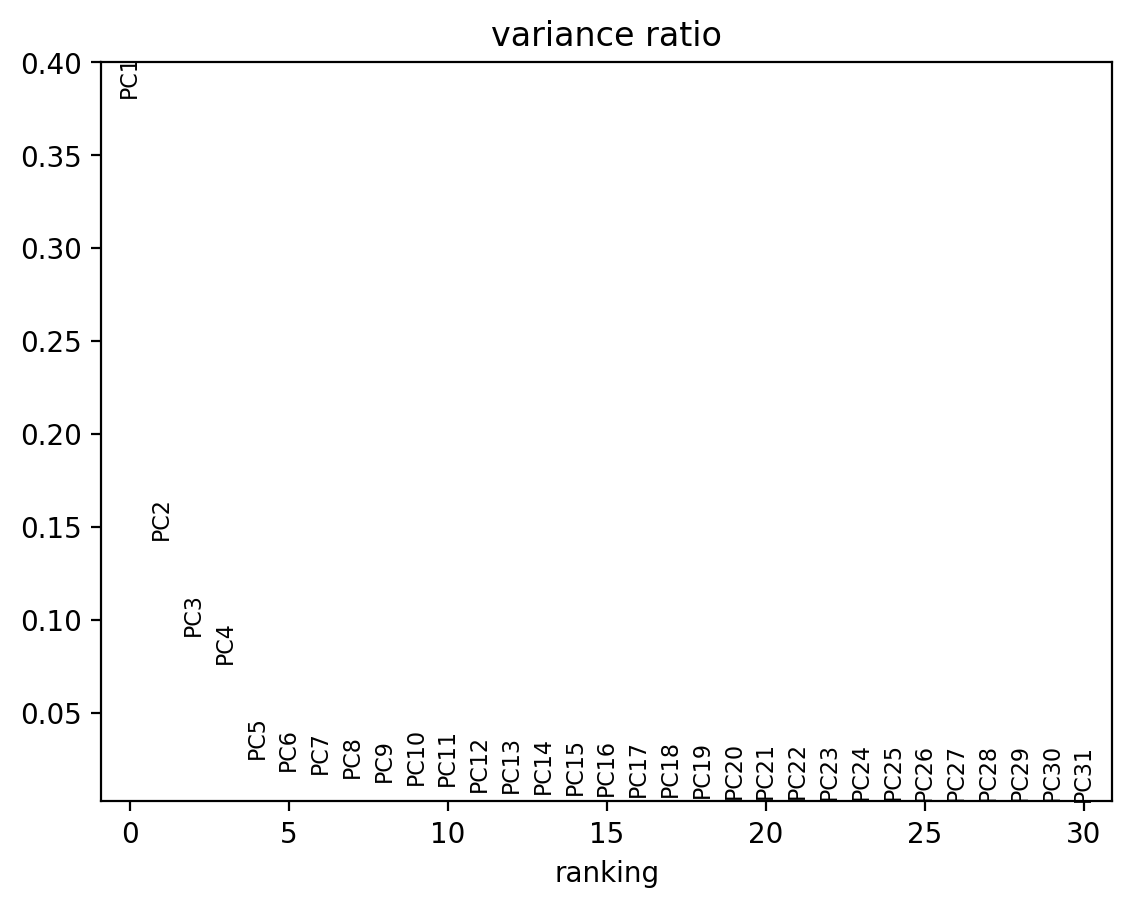 variance ratio
0.40
0.35
0.30
0.25
0.20
0.15
0.10
0.05
PC1
PC2
PC3
PC4
PC5
PC6
PC7
PC8
PC9
PC10
PC11
PC12
PC13
PC14
PC15
PC16
PC17
PC18
PC19
PC20
PC21
PC22
PC23
PC24
PC25
PC26
PC27
PC28
PC29
PC30
PC31
0 5 10 15 20 25 30
ranking